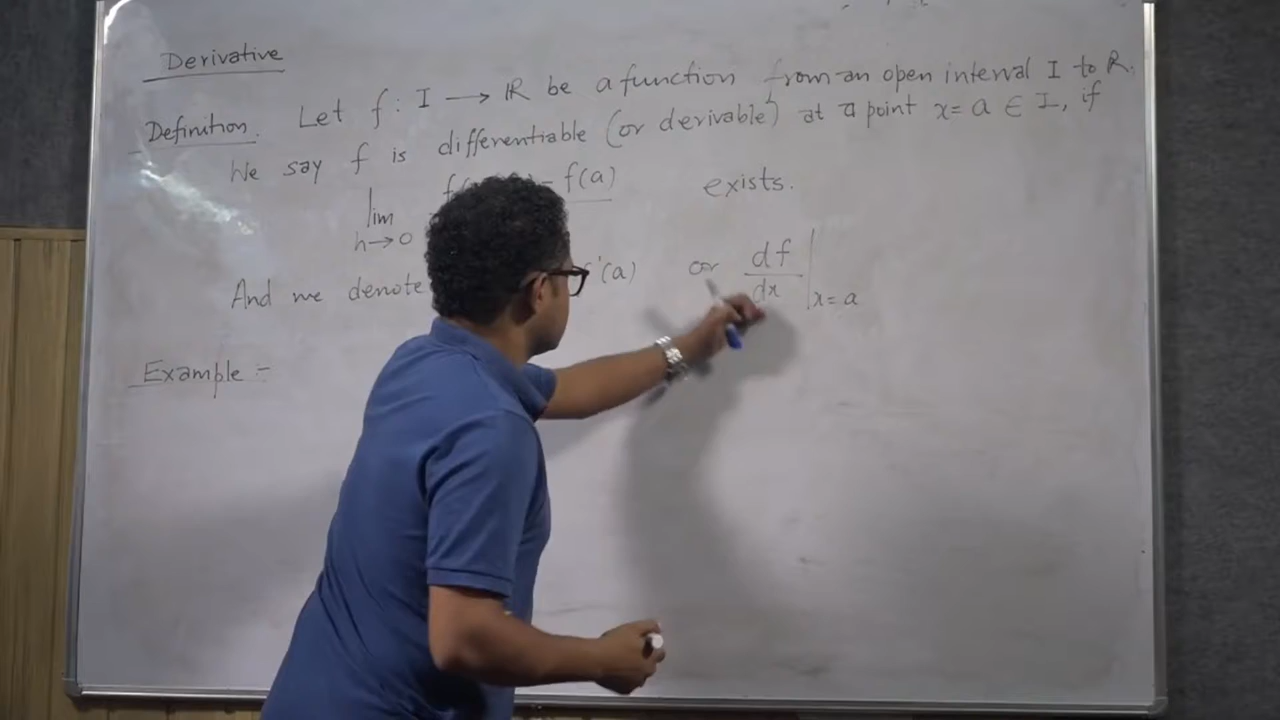 Derivative
Definition. Let f : I → ℝ be a function from an open interval I to ℝ.
We say f is differentiable (or derivable) at a point x = a ∈ I, if
lim h→0 f( - f(a) exists.
And we denote f'(a) or df/dx |x=a
Example :-